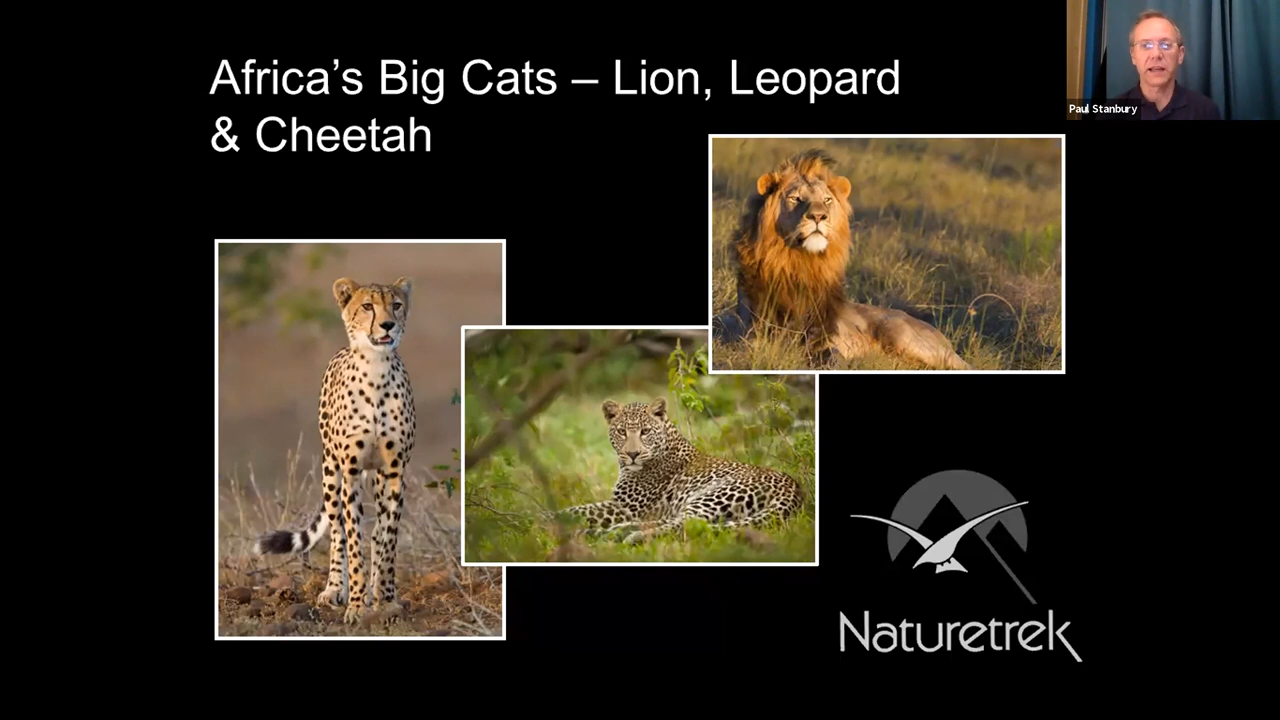 Africa’s Big Cats – Lion, Leopard
& Cheetah
Paul Stanbury
Naturetrek